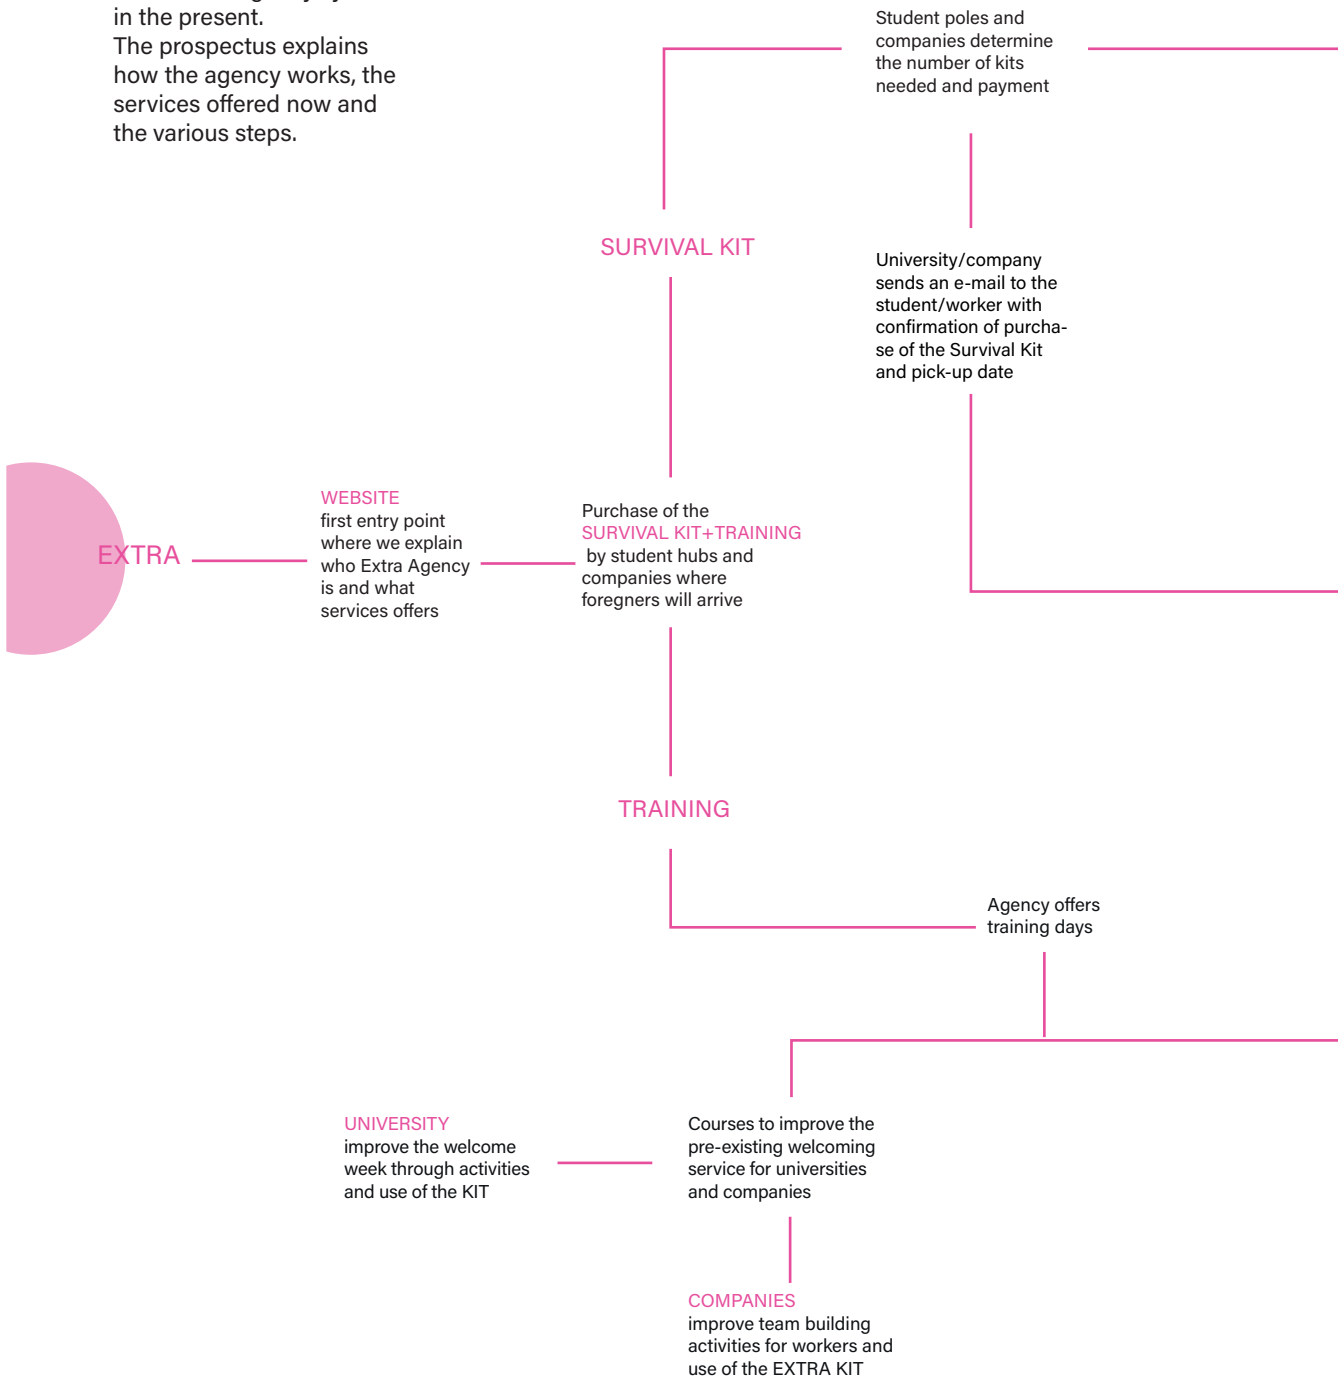 in the present.
The prospectus explains
how the agency works, the
services offered now and
the various steps.
Student poles and
companies determine
the number of kits
needed and payment
SURVIVAL KIT
University/company
sends an e-mail to the
student/worker with
confirmation of purcha-
se of the Survival Kit
and pick-up date
EXTRA
WEBSITE
first entry point
where we explain
who Extra Agency
is and what
services offers
Purchase of the
SURVIVAL KIT+TRAINING
by student hubs and
companies where
foregners will arrive
TRAINING
Agency offers
training days
UNIVERSITY
improve the welcome
week through activities
and use of the KIT
Courses to improve the
pre-existing welcoming
service for universities
and companies
COMPANIES
improve team building
activities for workers and
use of the EXTRA KIT